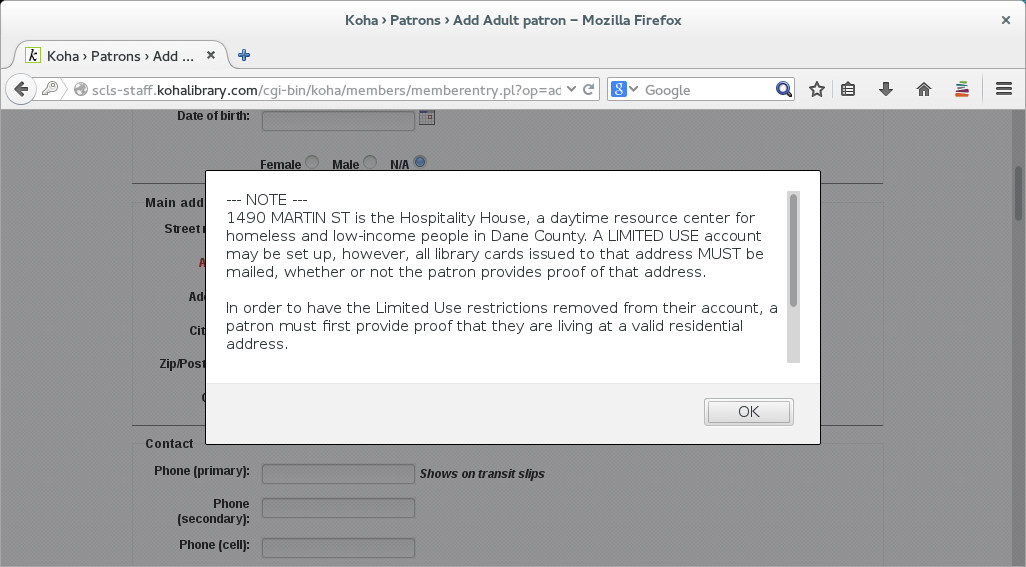 Koha › Patrons › Add Adult patron – Mozilla Firefox
Koha › Patrons › Add ...
scls-staff.kohalibrary.com/cgi-bin/koha/members/memberentry.pl?op=ad
Google
Date of birth:
Female Male N/A
--- NOTE ---
1490 MARTIN ST is the Hospitality House, a daytime resource center for
homeless and low-income people in Dane County. A LIMITED USE account
may be set up, however, all library cards issued to that address MUST be
mailed, whether or not the patron provides proof of that address.
In order to have the Limited Use restrictions removed from their account, a
patron must first provide proof that they are living at a valid residential
address.
OK
Main add
Street
A
Add
Cit
Zip/Post
Contact
Phone (primary):
Shows on transit slips
Phone
(secondary):
Phone (cell):